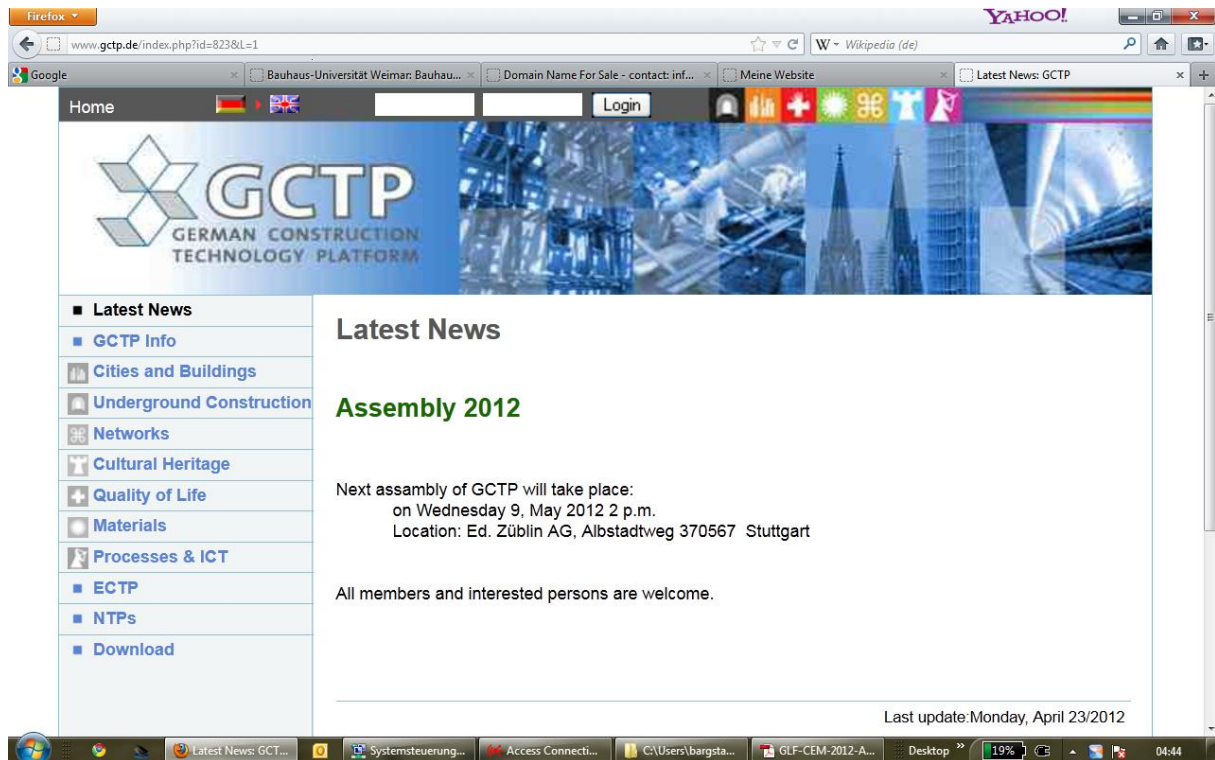 Firefox
YAHOO!
www.gctp.de/index.php?id=823&L=1
W Wikipedia (de)
Google
Bauhaus-Universität Weimar: Bauhau...
Domain Name For Sale - contact: inf...
Meine Website
Latest News: GCTP
Home
Login
GCTP
GERMAN CONSTRUCTION
TECHNOLOGY PLATFORM
Latest News
GCTP Info
Cities and Buildings
Underground Construction
Networks
Cultural Heritage
Quality of Life
Materials
Processes & ICT
ECTP
NTPs
Download
Latest News
Assembly 2012
Next assambly of GCTP will take place:
on Wednesday 9, May 2012 2 p.m.
Location: Ed. Züblin AG, Albstadtweg 370567 Stuttgart
All members and interested persons are welcome.
Last update:Monday, April 23/2012
Latest News: GCT...
Systemsteuerung...
Access Connecti...
C:\Users\bargsta...
GLF-CEM-2012-A...
Desktop »
19%
04:44